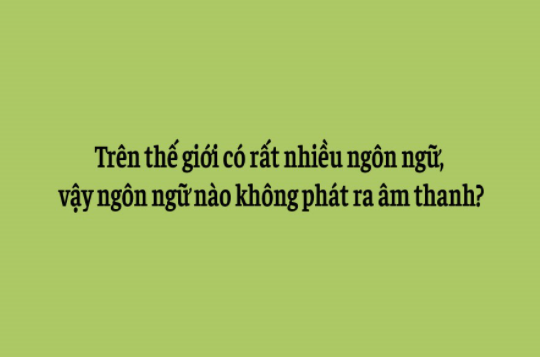 Trên thế giới có rất nhiều ngôn ngữ,
vậy ngôn ngữ nào không phát ra âm thanh?